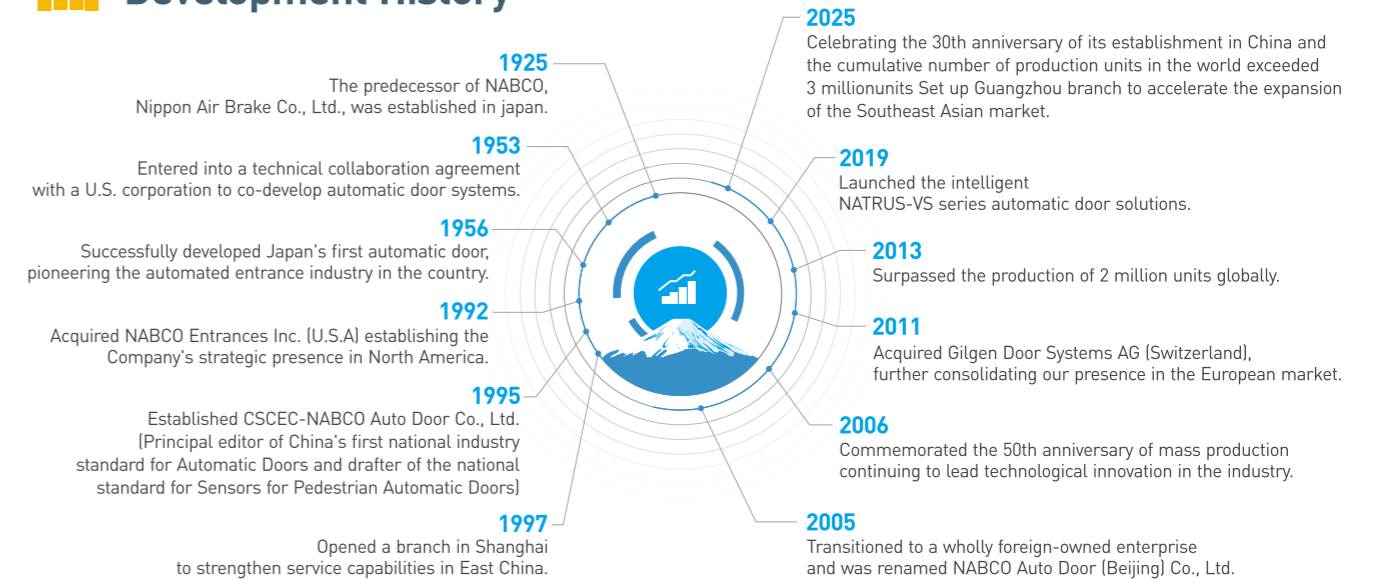 Development History
1925
The predecessor of NABCO,
Nippon Air Brake Co., Ltd., was established in japan.
1953
Entered into a technical collaboration agreement
with a U.S. corporation to co-develop automatic door systems.
1956
Successfully developed Japan's first automatic door,
pioneering the automated entrance industry in the country.
1992
Acquired NABCO Entrances Inc. (U.S.A) establishing the
Company's strategic presence in North America.
1995
Established CSCEC-NABCO Auto Door Co., Ltd.
(Principal editor of China's first national industry
standard for Automatic Doors and drafter of the national
standard for Sensors for Pedestrian Automatic Doors)
1997
Opened a branch in Shanghai
to strengthen service capabilities in East China.
2025
Celebrating the 30th anniversary of its establishment in China and
the cumulative number of production units in the world exceeded
3 millionunits Set up Guangzhou branch to accelerate the expansion
of the Southeast Asian market.
2019
Launched the intelligent
NATRUS-VS series automatic door solutions.
2013
Surpassed the production of 2 million units globally.
2011
Acquired Gilgen Door Systems AG (Switzerland),
further consolidating our presence in the European market.
2006
Commemorated the 50th anniversary of mass production
continuing to lead technological innovation in the industry.
2005
Transitioned to a wholly foreign-owned enterprise
and was renamed NABCO Auto Door (Beijing) Co., Ltd.